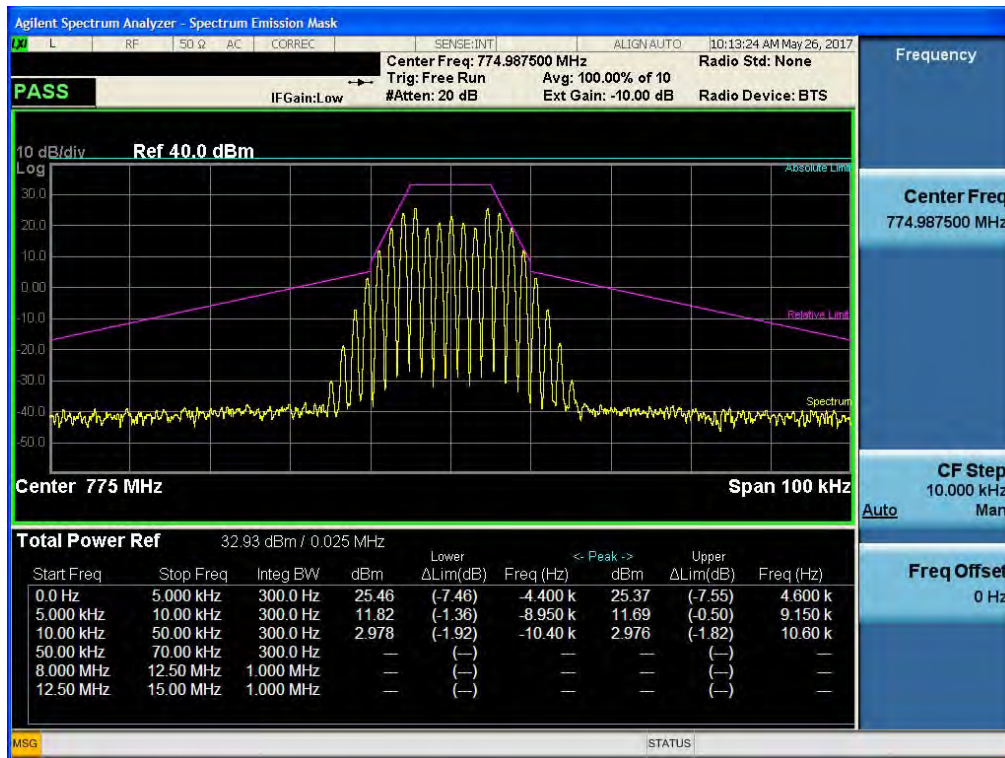 Agilent Spectrum Analyzer - Spectrum Emission Mask
LXI L RF 50 Ω AC CORREC SENSE:INT ALIGN AUTO 10:13:24 AM May 26, 2017
Center Freq: 774.987500 MHz Radio Std: None
Trig: Free Run Avg: 100.00% of 10
PASS IFGain:Low #Atten: 20 dB Ext Gain: -10.00 dB Radio Device: BTS
10 dB/div Ref 40.0 dBm
Log
Absolute Limit
30.0
20.0
10.0
0.00
-10.0
Relative Limit
-20.0
-30.0
Spectrum
-40.0
-50.0
Center 775 MHz Span 100 kHz
Total Power Ref 32.93 dBm / 0.025 MHz
Lower <- Peak -> Upper
Start Freq Stop Freq Integ BW dBm ΔLim(dB) Freq (Hz) dBm ΔLim(dB) Freq (Hz)
0.0 Hz 5.000 kHz 300.0 Hz 25.46 (-7.46) -4.400 k 25.37 (-7.55) 4.600 k
5.000 kHz 10.00 kHz 300.0 Hz 11.82 (-1.36) -8.950 k 11.69 (-0.50) 9.150 k
10.00 kHz 50.00 kHz 300.0 Hz 2.978 (-1.92) -10.40 k 2.976 (-1.82) 10.60 k
50.00 kHz 70.00 kHz 300.0 Hz --- (---) --- --- (---) ---
8.000 MHz 12.50 MHz 1.000 MHz --- (---) --- --- (---) ---
12.50 MHz 15.00 MHz 1.000 MHz --- (---) --- --- (---) ---
MSG STATUS
Frequency
Center Freq
774.987500 MHz
CF Step
10.000 kHz
Auto Man
Freq Offset
0 Hz